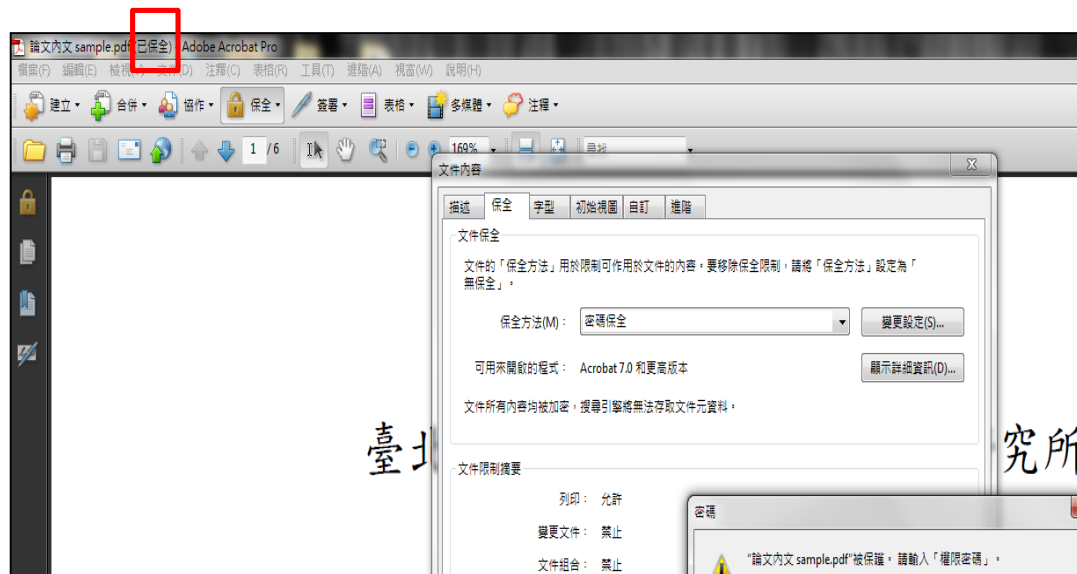 論文內文 sample.pdf(已保全) - Adobe Acrobat Pro
檔案(F) 編輯(E) 檢視(V) 文件(D) 注釋(C) 表格(R) 工具(T) 進階(A) 視窗(W) 說明(H)
建立 合併 協作 保全 簽署 表格 多媒體 注釋
1 / 6 169% 尋找
文件內容
描述 保全 字型 初始視圖 自訂 進階
文件保全
文件的「保全方法」用於限制可作用於文件的內容。要移除保全限制,請將「保全方法」設定為「
無保全」。
保全方法(M): 密碼保全 變更設定(S)...
可用來開啟的程式: Acrobat 7.0 和更高版本 顯示詳細資訊(D)...
文件所有內容均被加密,搜尋引擎將無法存取文件元資料。
臺北 究所
文件限制摘要
列印: 允許
密碼
變更文件: 禁止
"論文內文 sample.pdf"被保護。請輸入「權限密碼」。
文件組合: 禁止